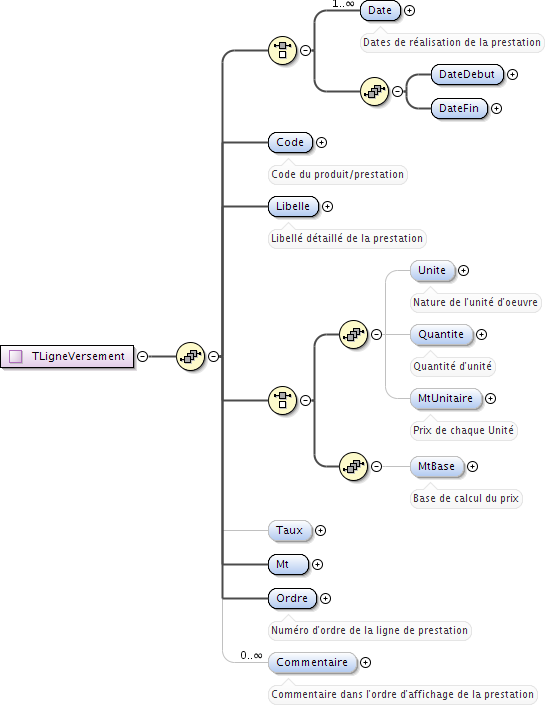 1..∞
Date
Dates de réalisation de la prestation
DateDebut
DateFin
Code
Code du produit/prestation
Libelle
Libellé détaillé de la prestation
Unite
Nature de l'unité d'oeuvre
Quantite
Quantité d'unité
TLigneVersement
MtUnitaire
Prix de chaque Unité
MtBase
Base de calcul du prix
Taux
Mt
Ordre
Numéro d'ordre de la ligne de prestation
0..∞
Commentaire
Commentaire dans l'ordre d'affichage de la prestation